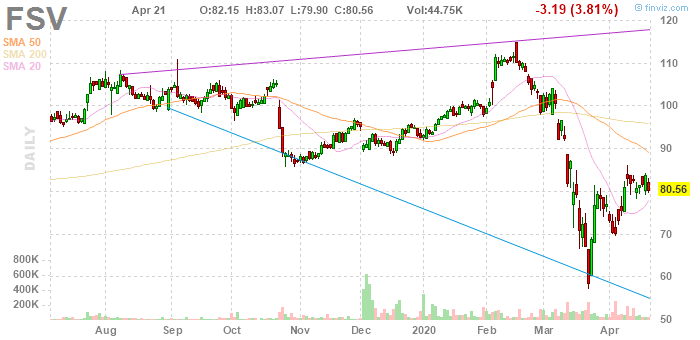 FSV Apr 21 O:82.15 H:83.07 L:79.90 C:80.56 Vol:44.75K -3.19 (3.81%) © finviz.com
SMA 50
SMA 200
SMA 20
DAILY
120
110
100
90
80.56
70
60
50
800K
600K
400K
200K
Aug Sep Oct Nov Dec 2020 Feb Mar Apr